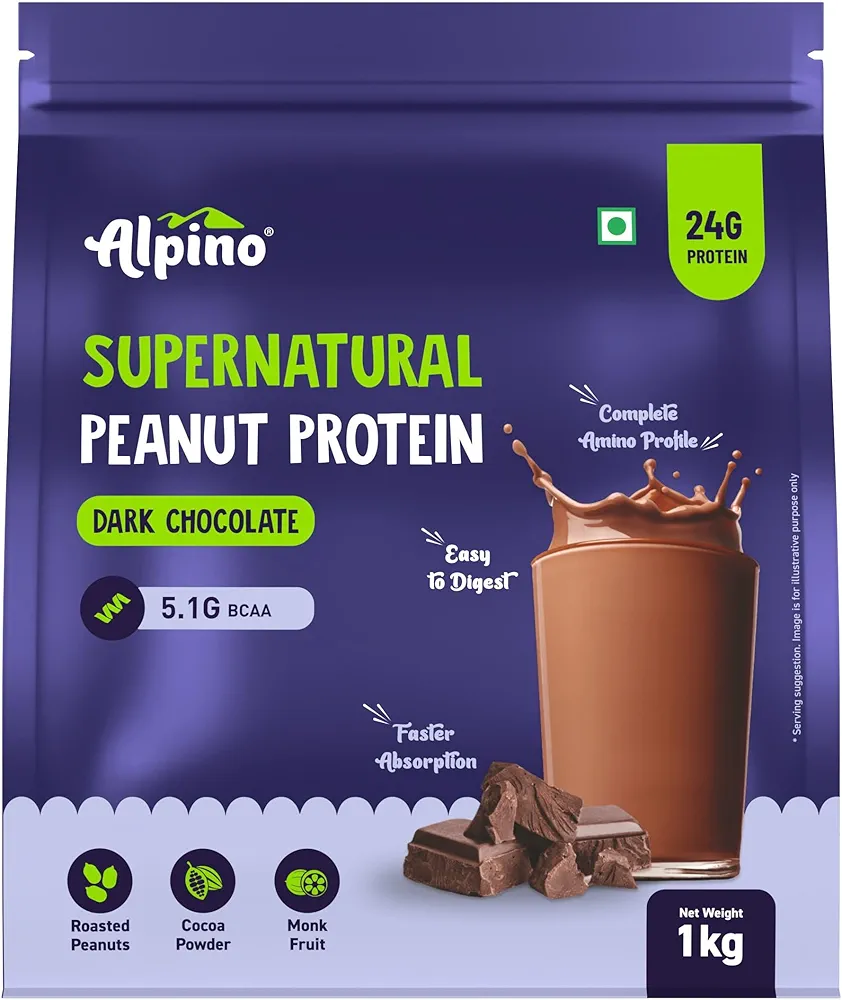 Alpino®
24G
PROTEIN
SUPERNATURAL
PEANUT PROTEIN
DARK CHOCOLATE
5.1G BCAA
Complete
Amino Profile
Easy
to Digest
Faster
Absorption
* Serving suggestion. Image is for illustrative purpose only
Roasted
Peanuts
Cocoa
Powder
Monk
Fruit
Net Weight
1kg